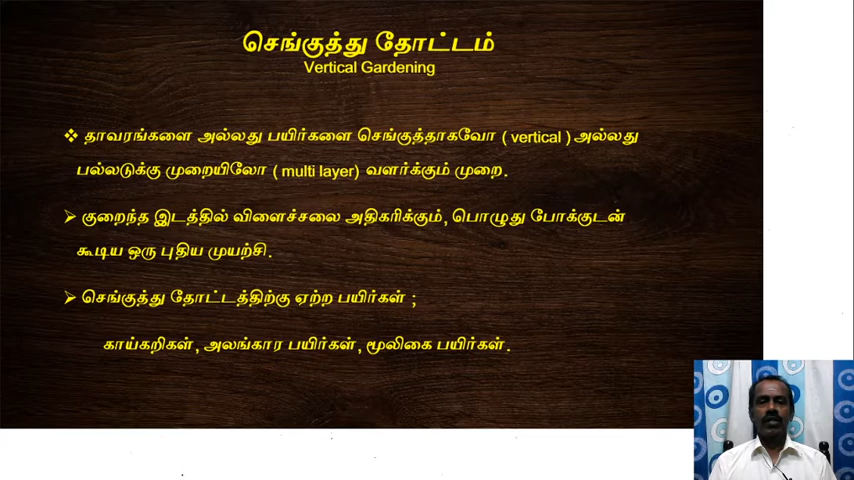 செங்குத்து தோட்டம்
Vertical Gardening
❖ தாவரங்களை அல்லது பயிர்களை செங்குத்தாகவோ ( vertical ) அல்லது
பல்லடுக்கு முறையிலோ ( multi layer) வளர்க்கும் முறை.
➢ குறைந்த இடத்தில் விளைச்சலை அதிகரிக்கும், பொழுது போக்குடன்
கூடிய ஒரு புதிய முயற்சி.
➢ செங்குத்து தோட்டத்திற்கு ஏற்ற பயிர்கள் ;
காய்கறிகள், அலங்கார பயிர்கள், மூலிகை பயிர்கள்.